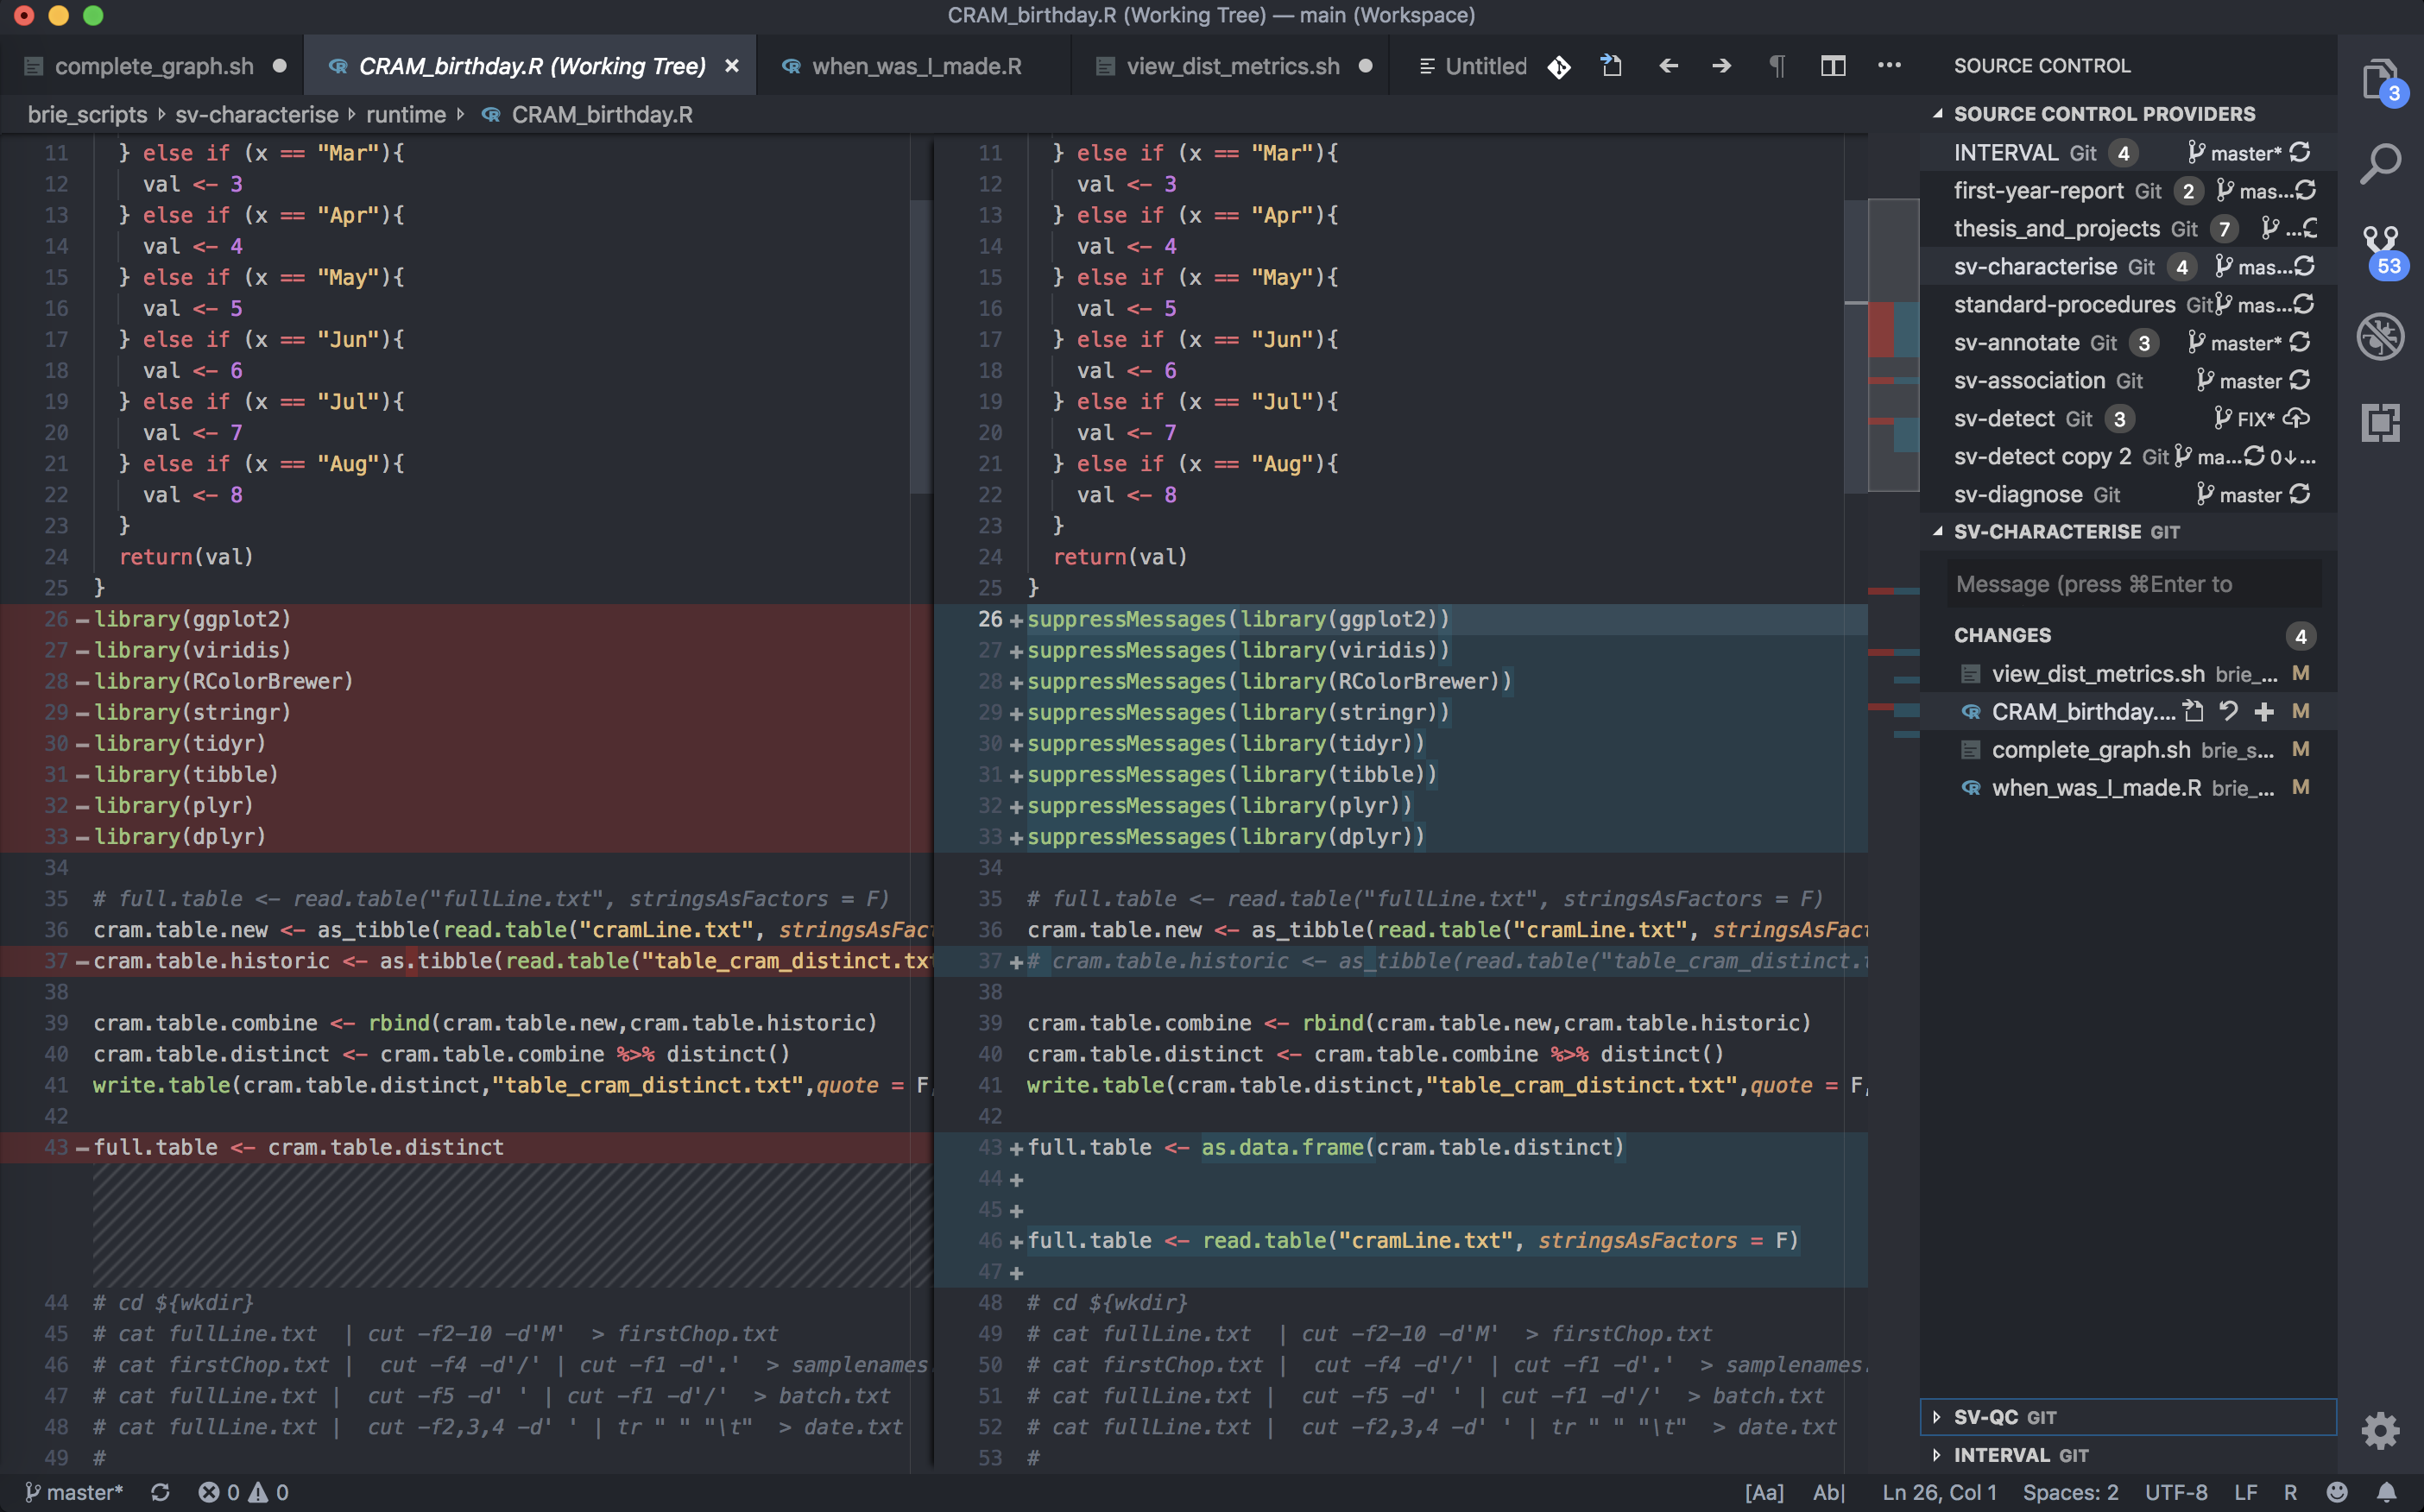 CRAM_birthday.R (Working Tree) — main (Workspace)
complete_graph.sh
CRAM_birthday.R (Working Tree)
when_was_I_made.R
view_dist_metrics.sh
Untitled
brie_scripts
sv-characterise
runtime
CRAM_birthday.R
11 } else if (x == "Mar"){
12 val <- 3
13 } else if (x == "Apr"){
14 val <- 4
15 } else if (x == "May"){
16 val <- 5
17 } else if (x == "Jun"){
18 val <- 6
19 } else if (x == "Jul"){
20 val <- 7
21 } else if (x == "Aug"){
22 val <- 8
23 }
24 return(val)
25 }
26 –library(ggplot2)
27 –library(viridis)
28 –library(RColorBrewer)
29 –library(stringr)
30 –library(tidyr)
31 –library(tibble)
32 –library(plyr)
33 –library(dplyr)
34
35 # full.table <- read.table("fullLine.txt", stringsAsFactors = F)
36 cram.table.new <- as_tibble(read.table("cramLine.txt", stringsAsFact
37 –cram.table.historic <- as.tibble(read.table("table_cram_distinct.tx
38
39 cram.table.combine <- rbind(cram.table.new,cram.table.historic)
40 cram.table.distinct <- cram.table.combine %>% distinct()
41 write.table(cram.table.distinct,"table_cram_distinct.txt",quote = F,
42
43 –full.table <- cram.table.distinct
44 # cd ${wkdir}
45 # cat fullLine.txt  | cut -f2-10 -d'M'  > firstChop.txt
46 # cat firstChop.txt |  cut -f4 -d'/' | cut -f1 -d'.'  > samplenames.
47 # cat fullLine.txt |  cut -f5 -d' ' | cut -f1 -d'/'  > batch.txt
48 # cat fullLine.txt |  cut -f2,3,4 -d' ' | tr " " "\t"  > date.txt
49 #
11 } else if (x == "Mar"){
12 val <- 3
13 } else if (x == "Apr"){
14 val <- 4
15 } else if (x == "May"){
16 val <- 5
17 } else if (x == "Jun"){
18 val <- 6
19 } else if (x == "Jul"){
20 val <- 7
21 } else if (x == "Aug"){
22 val <- 8
23 }
24 return(val)
25 }
26 +suppressMessages(library(ggplot2))
27 +suppressMessages(library(viridis))
28 +suppressMessages(library(RColorBrewer))
29 +suppressMessages(library(stringr))
30 +suppressMessages(library(tidyr))
31 +suppressMessages(library(tibble))
32 +suppressMessages(library(plyr))
33 +suppressMessages(library(dplyr))
34
35 # full.table <- read.table("fullLine.txt", stringsAsFactors = F)
36 cram.table.new <- as_tibble(read.table("cramLine.txt", stringsAsFact
37 +# cram.table.historic <- as_tibble(read.table("table_cram_distinct.
38
39 cram.table.combine <- rbind(cram.table.new,cram.table.historic)
40 cram.table.distinct <- cram.table.combine %>% distinct()
41 write.table(cram.table.distinct,"table_cram_distinct.txt",quote = F,
42
43 +full.table <- as.data.frame(cram.table.distinct)
44 +
45 +
46 +full.table <- read.table("cramLine.txt", stringsAsFactors = F)
47 +
48 # cd ${wkdir}
49 # cat fullLine.txt  | cut -f2-10 -d'M'  > firstChop.txt
50 # cat firstChop.txt |  cut -f4 -d'/' | cut -f1 -d'.'  > samplenames.
51 # cat fullLine.txt |  cut -f5 -d' ' | cut -f1 -d'/'  > batch.txt
52 # cat fullLine.txt |  cut -f2,3,4 -d' ' | tr " " "\t"  > date.txt
53 #
SOURCE CONTROL
SOURCE CONTROL PROVIDERS
INTERVAL Git 4 master*
first-year-report Git 2 mas...
thesis_and_projects Git 7 ...
sv-characterise Git 4 mas...
standard-procedures Git mas...
sv-annotate Git 3 master*
sv-association Git master
sv-detect Git 3 FIX*
sv-detect copy 2 Git ma... 0↓...
sv-diagnose Git master
SV-CHARACTERISE GIT
Message (press ⌘Enter to
CHANGES 4
view_dist_metrics.sh brie_... M
CRAM_birthday.... M
complete_graph.sh brie_s... M
when_was_I_made.R brie_... M
SV-QC GIT
INTERVAL GIT
3
53
master* 0 0
[Aa] Ab| Ln 26, Col 1 Spaces: 2 UTF-8 LF R